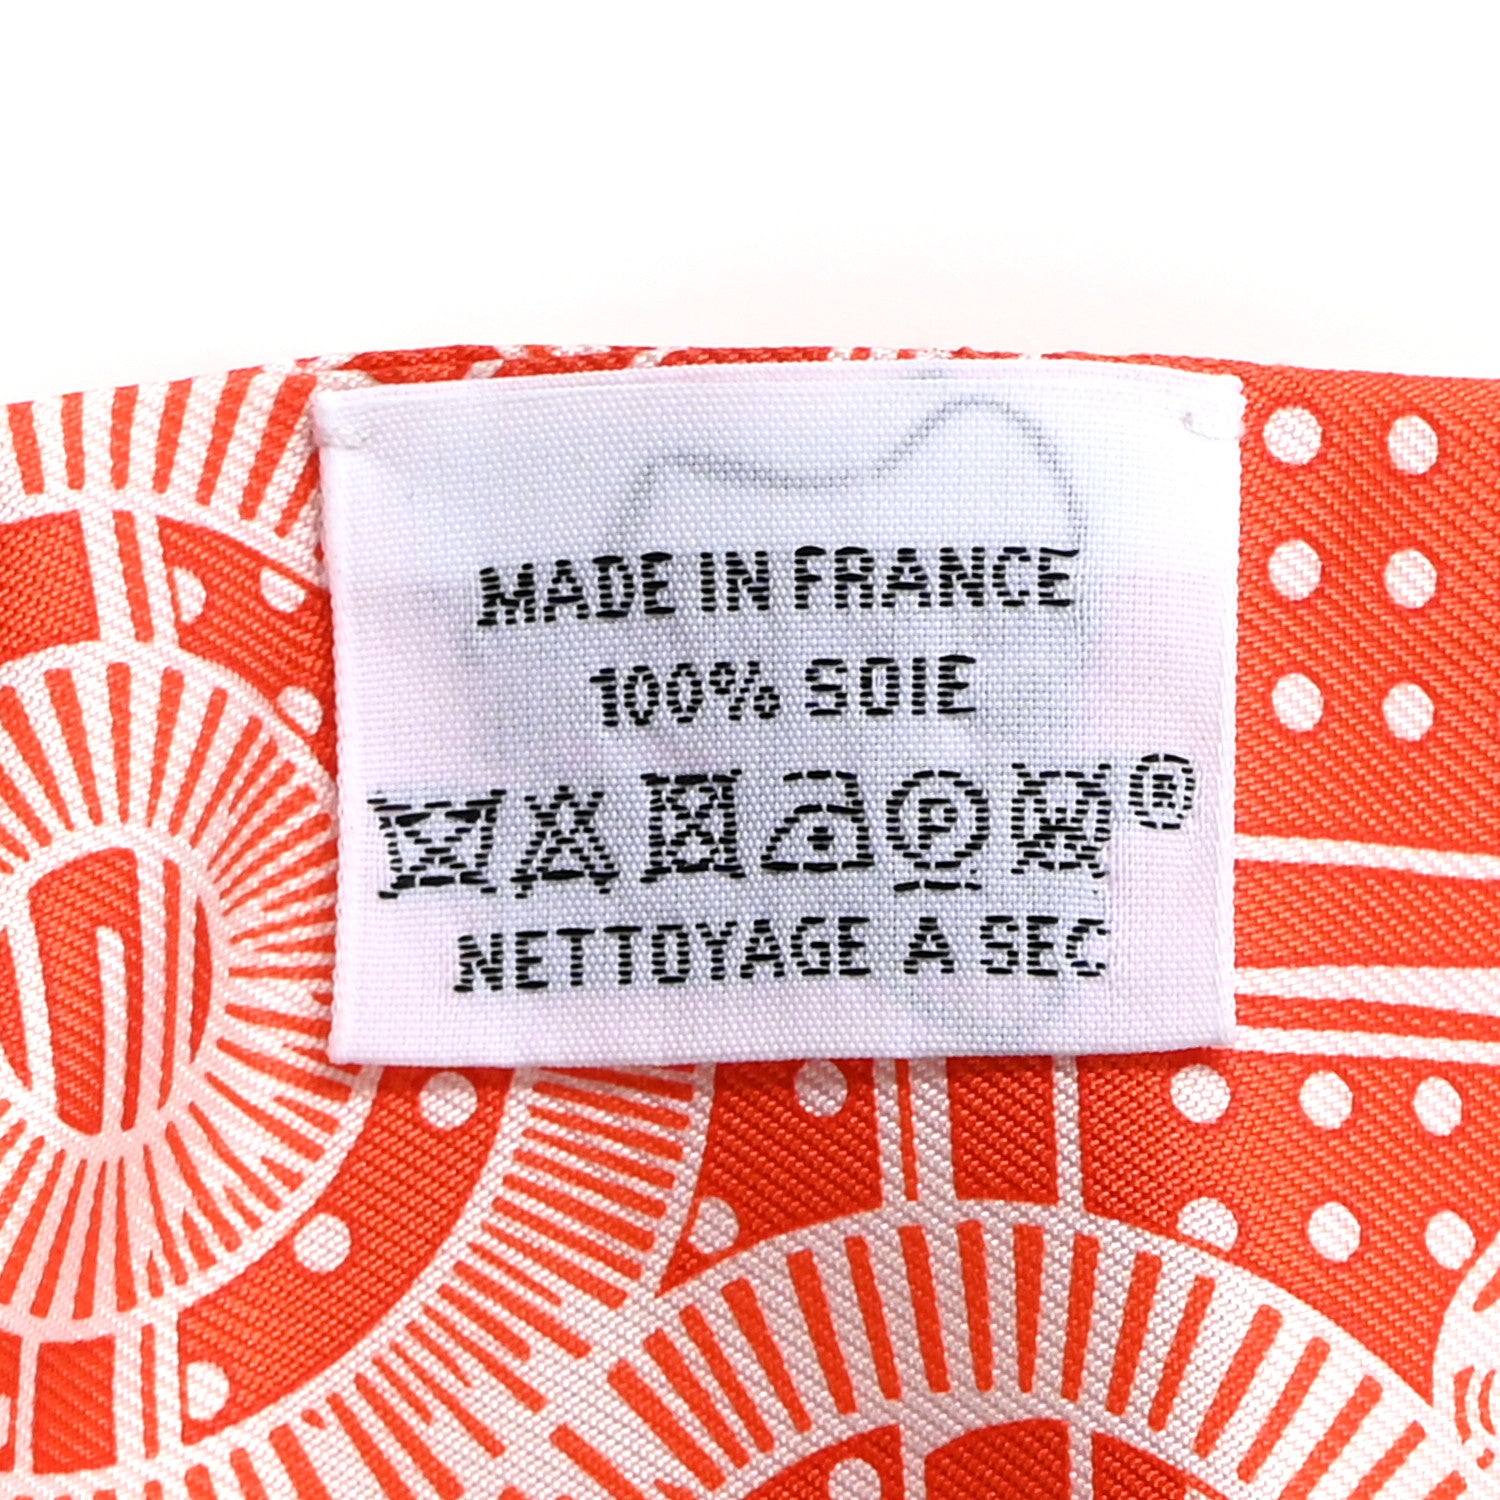 MADE IN FRANCE
100% SOIE
P W ®
NETTOYAGE A SEC